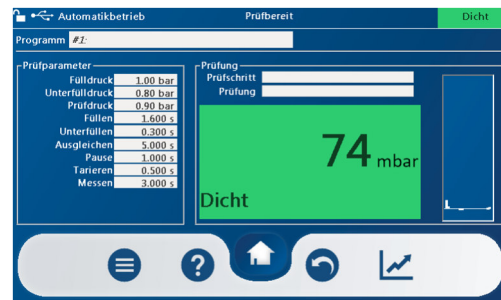 Automatikbetrieb Prüfbereit Dicht
Programm #1:
Prüfparameter
Fülldruck 1.00 bar
Unterfülldruck 0.80 bar
Prüfdruck 0.90 bar
Füllen 1.600 s
Unterfüllen 0.300 s
Ausgleichen 5.000 s
Pause 1.000 s
Tarieren 0.500 s
Messen 3.000 s
Prüfung
Prüfschritt
Prüfung
74 mbar
Dicht
?